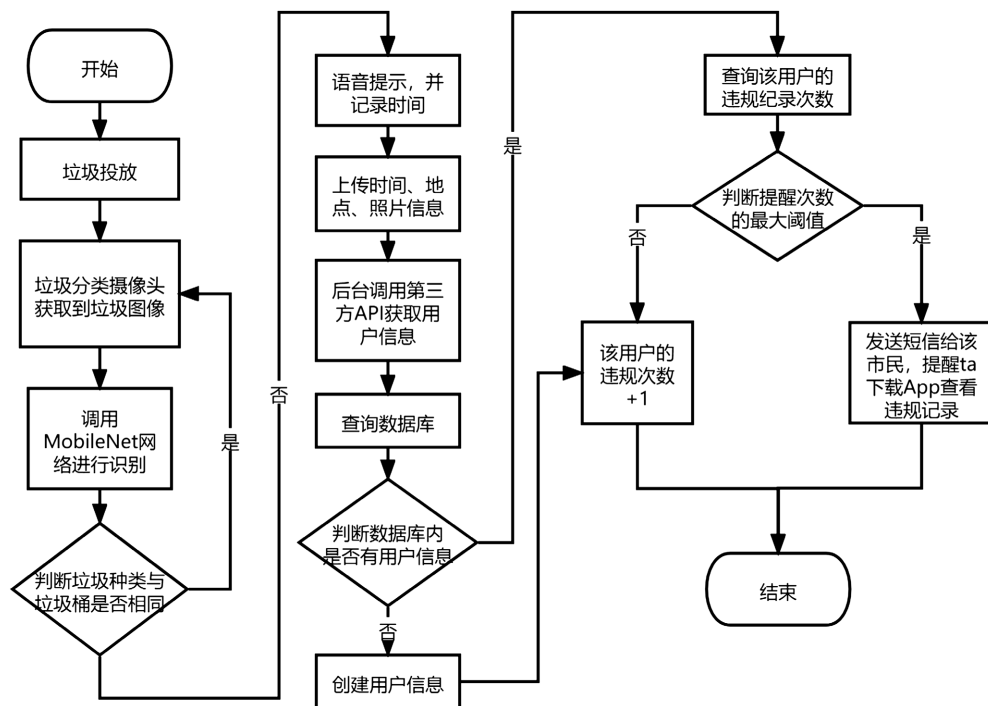 开始
垃圾投放
垃圾分类摄像头
获取到垃圾图像
调用
MobileNet网
络进行识别
是
判断垃圾种类与
垃圾桶是否相同
否
语音提示，并
记录时间
上传时间、地
点、照片信息
后台调用第三
方API获取用
户信息
查询数据库
判断数据库内
是否有用户信息
是
否
创建用户信息
查询该用户的
违规纪录次数
判断提醒次数
的最大阈值
否
是
该用户的
违规次数
+1
发送短信给该
市民，提醒ta
下载App查看
违规记录
结束